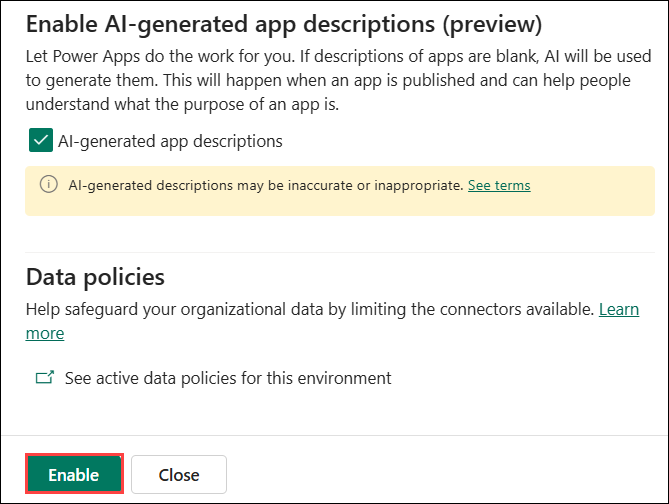 Enable AI-generated app descriptions (preview)
Let Power Apps do the work for you. If descriptions of apps are blank, AI will be used
to generate them. This will happen when an app is published and can help people
understand what the purpose of an app is.
AI-generated app descriptions
AI-generated descriptions may be inaccurate or inappropriate. See terms
Data policies
Help safeguard your organizational data by limiting the connectors available. Learn
more
See active data policies for this environment
Enable
Close